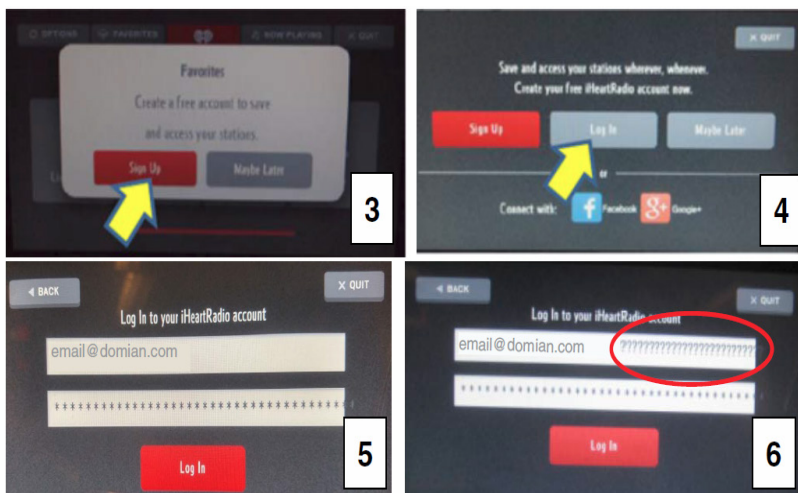 OPTIONS
FAVORITES
NOW PLAYING
X QUIT
Favorites
Create a free account to save
and access your stations.
Sign Up
Maybe Later
3
X QUIT
Save and access your stations wherever, whenever.
Create your free iHeartRadio account now.
Sign Up
Log In
Maybe Later
or
Connect with:
f
Facebook
g+
Google+
4
BACK
X QUIT
Log In to your iHeartRadio account
email@domian.com
****************************************
Log In
5
BACK
X QUIT
Log In to your iHeartRadio account
email@domian.com ?????????????????????????
****************************************
Log In
6